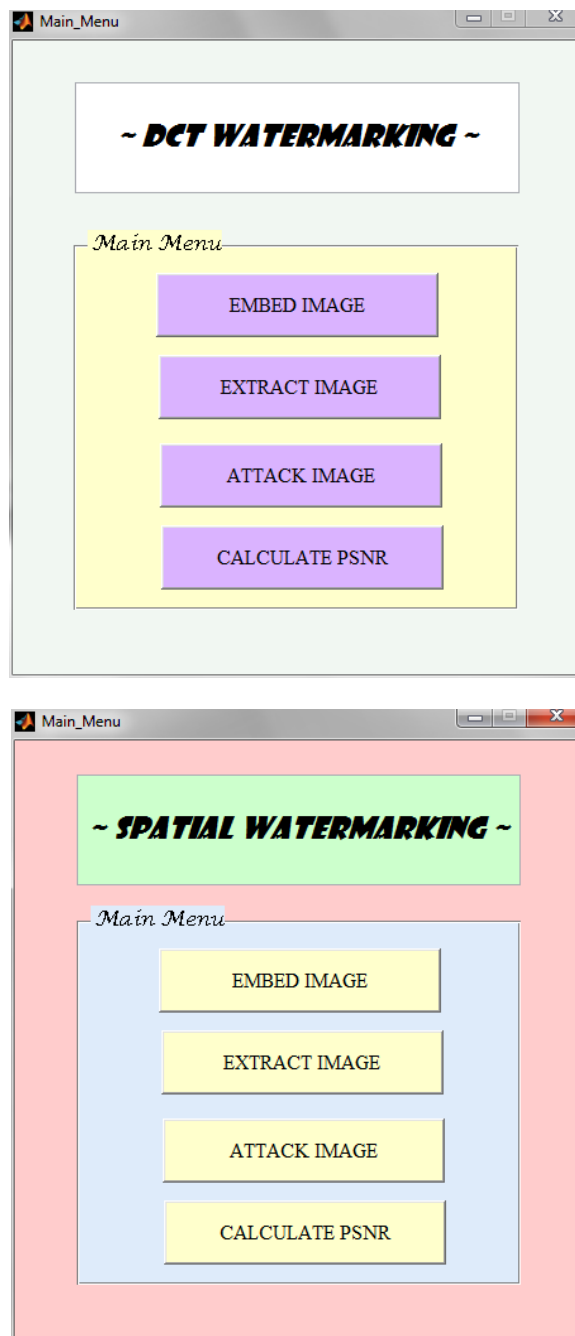 Main_Menu
~ DCT WATERMARKING ~
Main Menu
EMBED IMAGE
EXTRACT IMAGE
ATTACK IMAGE
CALCULATE PSNR
Main_Menu
~ SPATIAL WATERMARKING ~
Main Menu
EMBED IMAGE
EXTRACT IMAGE
ATTACK IMAGE
CALCULATE PSNR